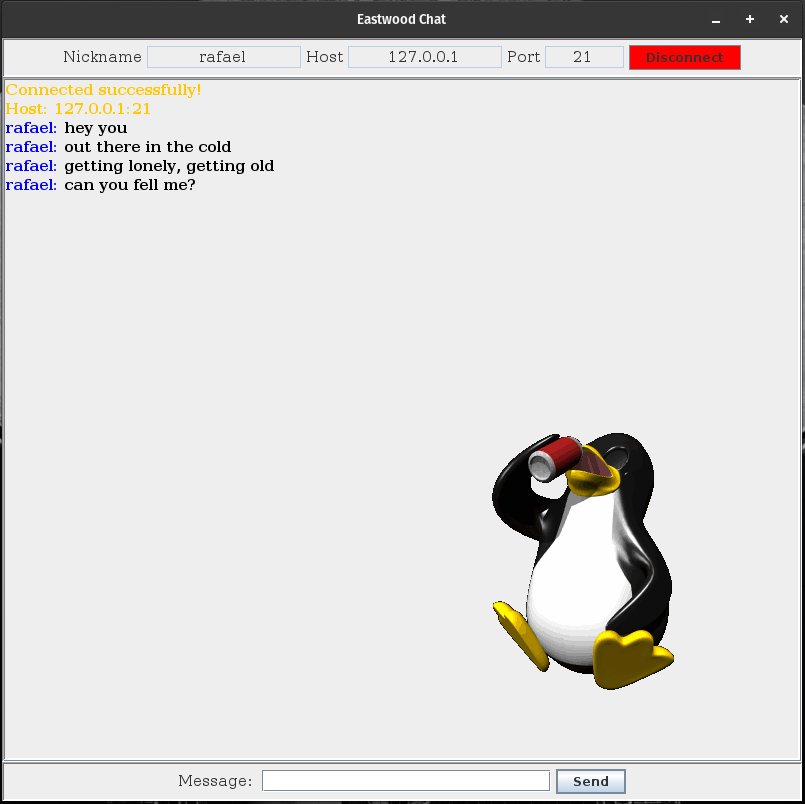 Eastwood Chat
Nickname rafael Host 127.0.0.1 Port 21 Disconnect
Connected successfully!
Host: 127.0.0.1:21
rafael: hey you
rafael: out there in the cold
rafael: getting lonely, getting old
rafael: can you fell me?
Message: Send